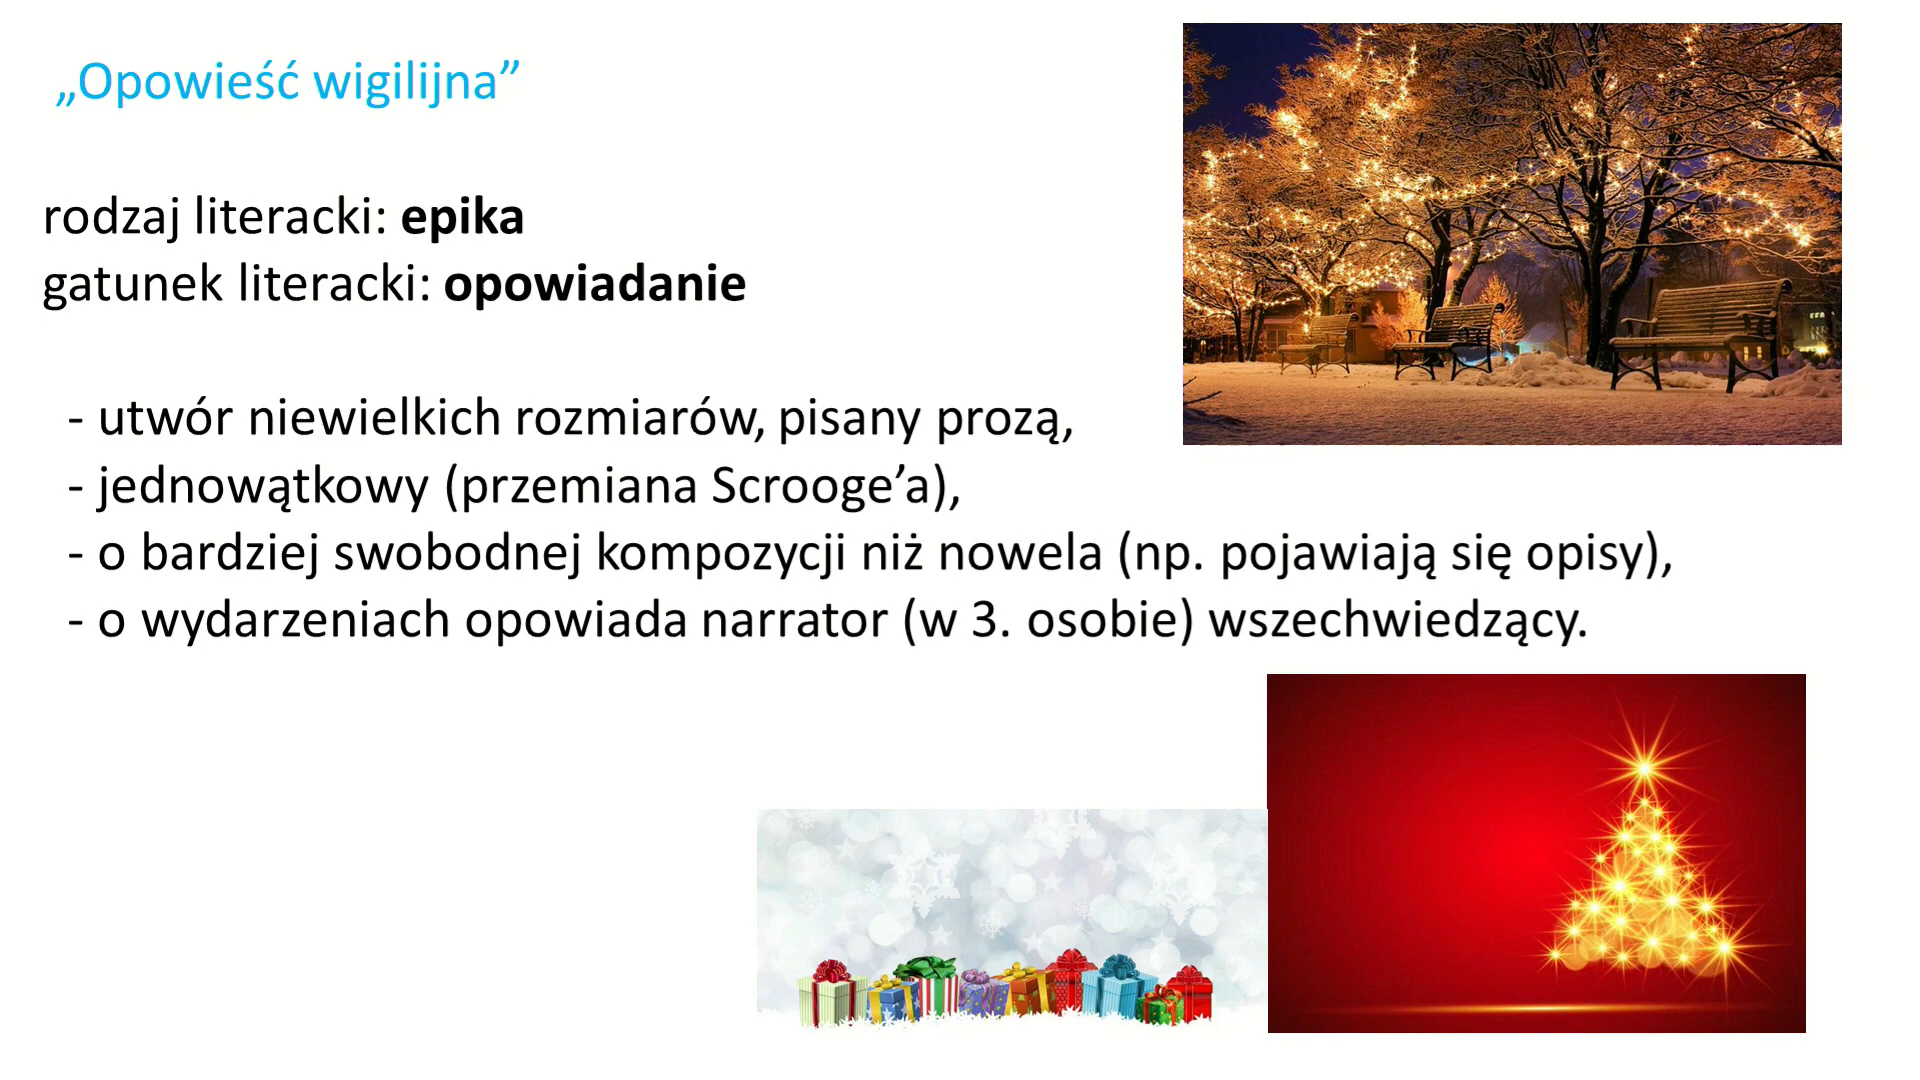 „Opowieść wigilijna”
rodzaj literacki: epika
gatunek literacki: opowiadanie
- utwór niewielkich rozmiarów, pisany prozą,
- jednowątkowy (przemiana Scrooge’a),
- o bardziej swobodnej kompozycji niż nowela (np. pojawiają się opisy),
- o wydarzeniach opowiada narrator (w 3. osobie) wszechwiedzący.